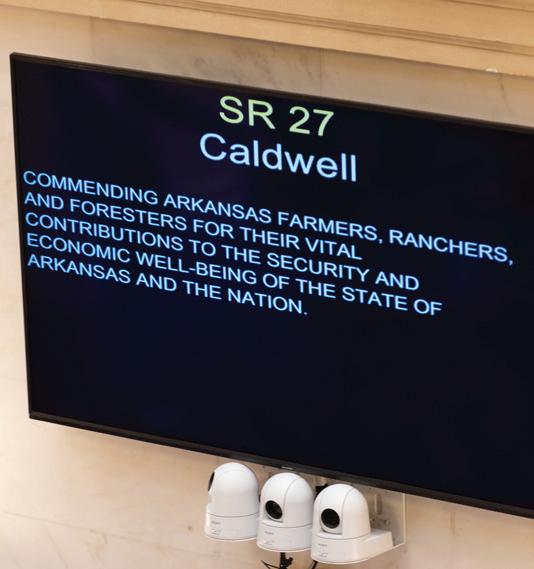 SR 27
Caldwell
COMMENDING ARKANSAS FARMERS, RANCHERS,
AND FORESTERS FOR THEIR VITAL
CONTRIBUTIONS TO THE SECURITY AND
ECONOMIC WELL-BEING OF THE STATE OF
ARKANSAS AND THE NATION.